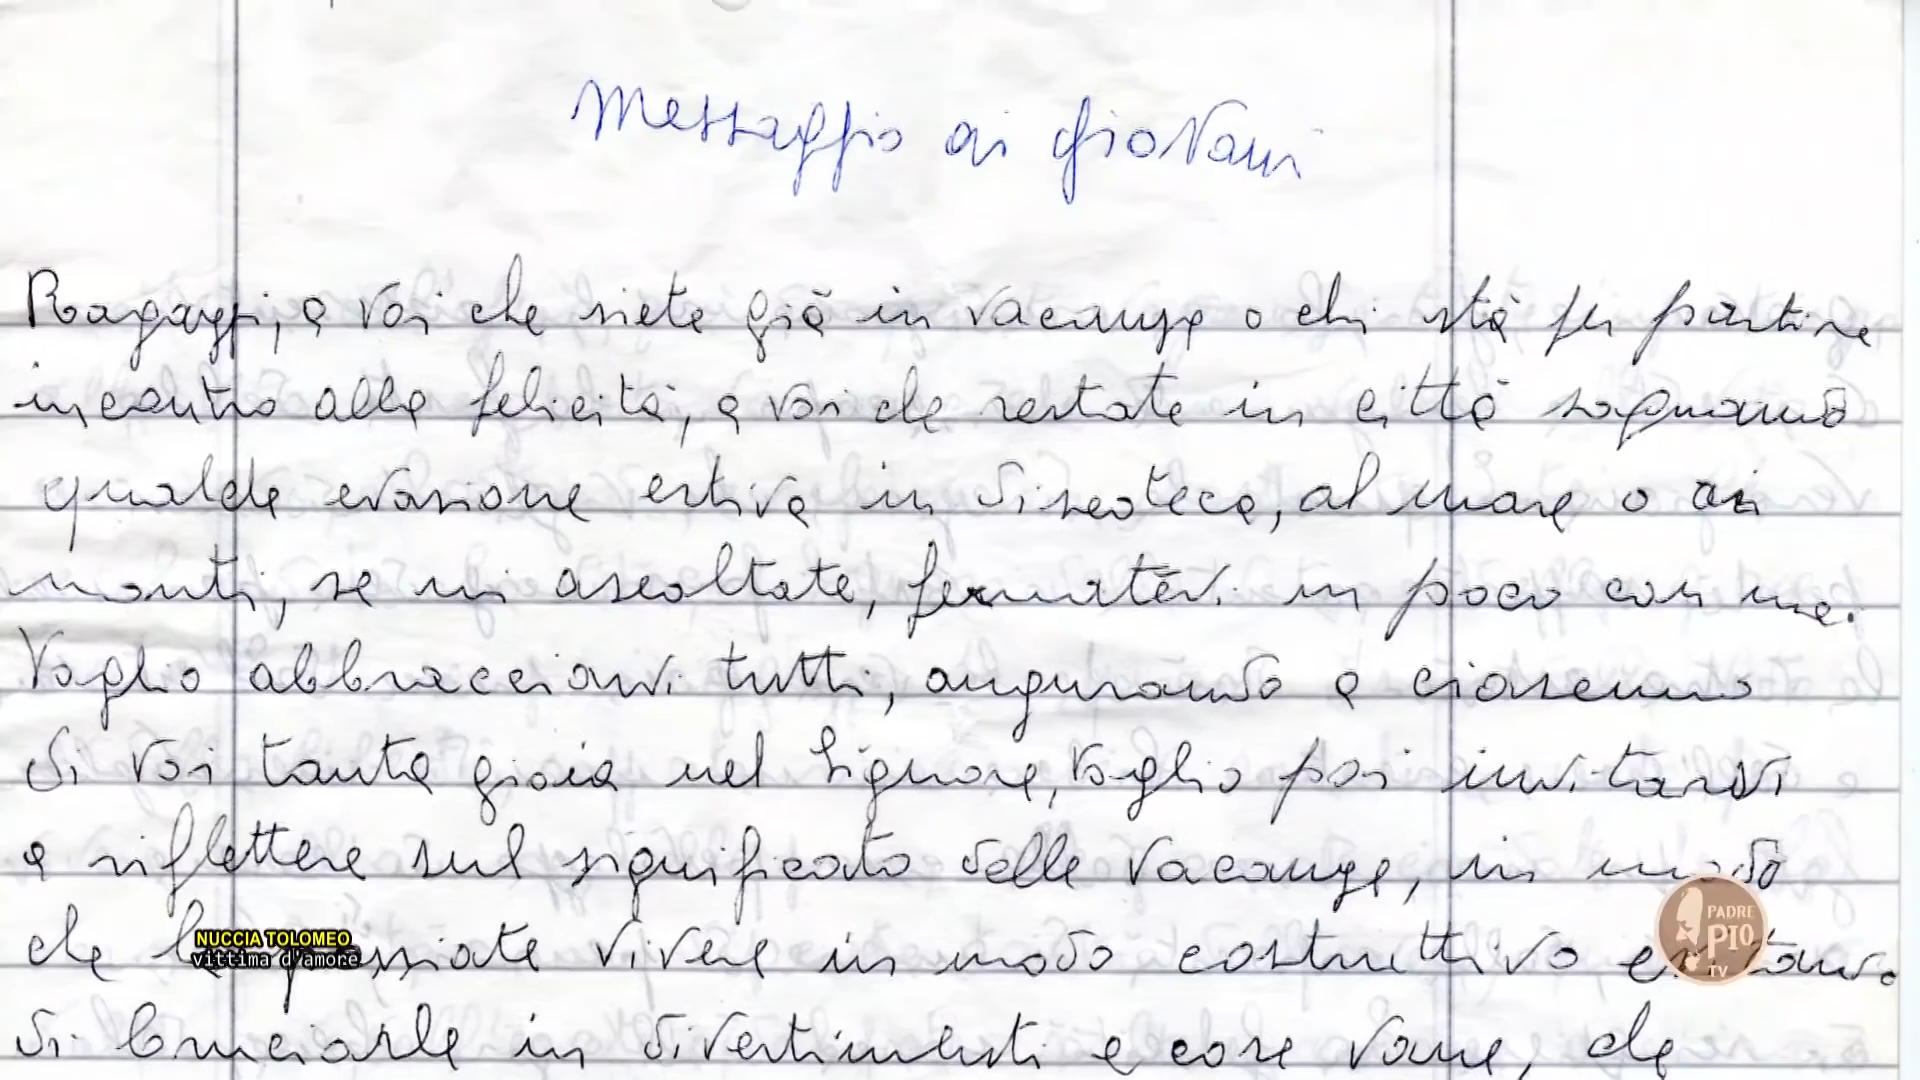 Messaggio ai giovani
Ragazzi, a voi che siete già in vacanza o chi stà per partire
incontro alla felicità, a voi che restate in città sognando
qualche evasione estiva in discoteca, al mare o ai
monti, se mi ascoltate, fermatevi un poco con me.
Voglio abbracciarvi tutti, augurando a ciascuno
di voi tanta gioia nel Signore, voglio poi invitarvi
a riflettere sul significato delle vacanze, in modo
che le possiate vivere in modo costruttivo evitando
di bruciarle in divertimenti e cose vane, che
NUCCIA TOLOMEO
vittima d'amore
PADRE
PIO
TV